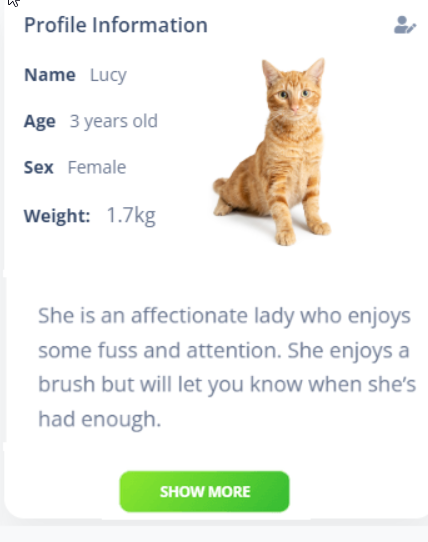 Profile Information
Name Lucy
Age 3 years old
Sex Female
Weight: 1.7kg
She is an affectionate lady who enjoys
some fuss and attention. She enjoys a
brush but will let you know when she’s
had enough.
SHOW MORE